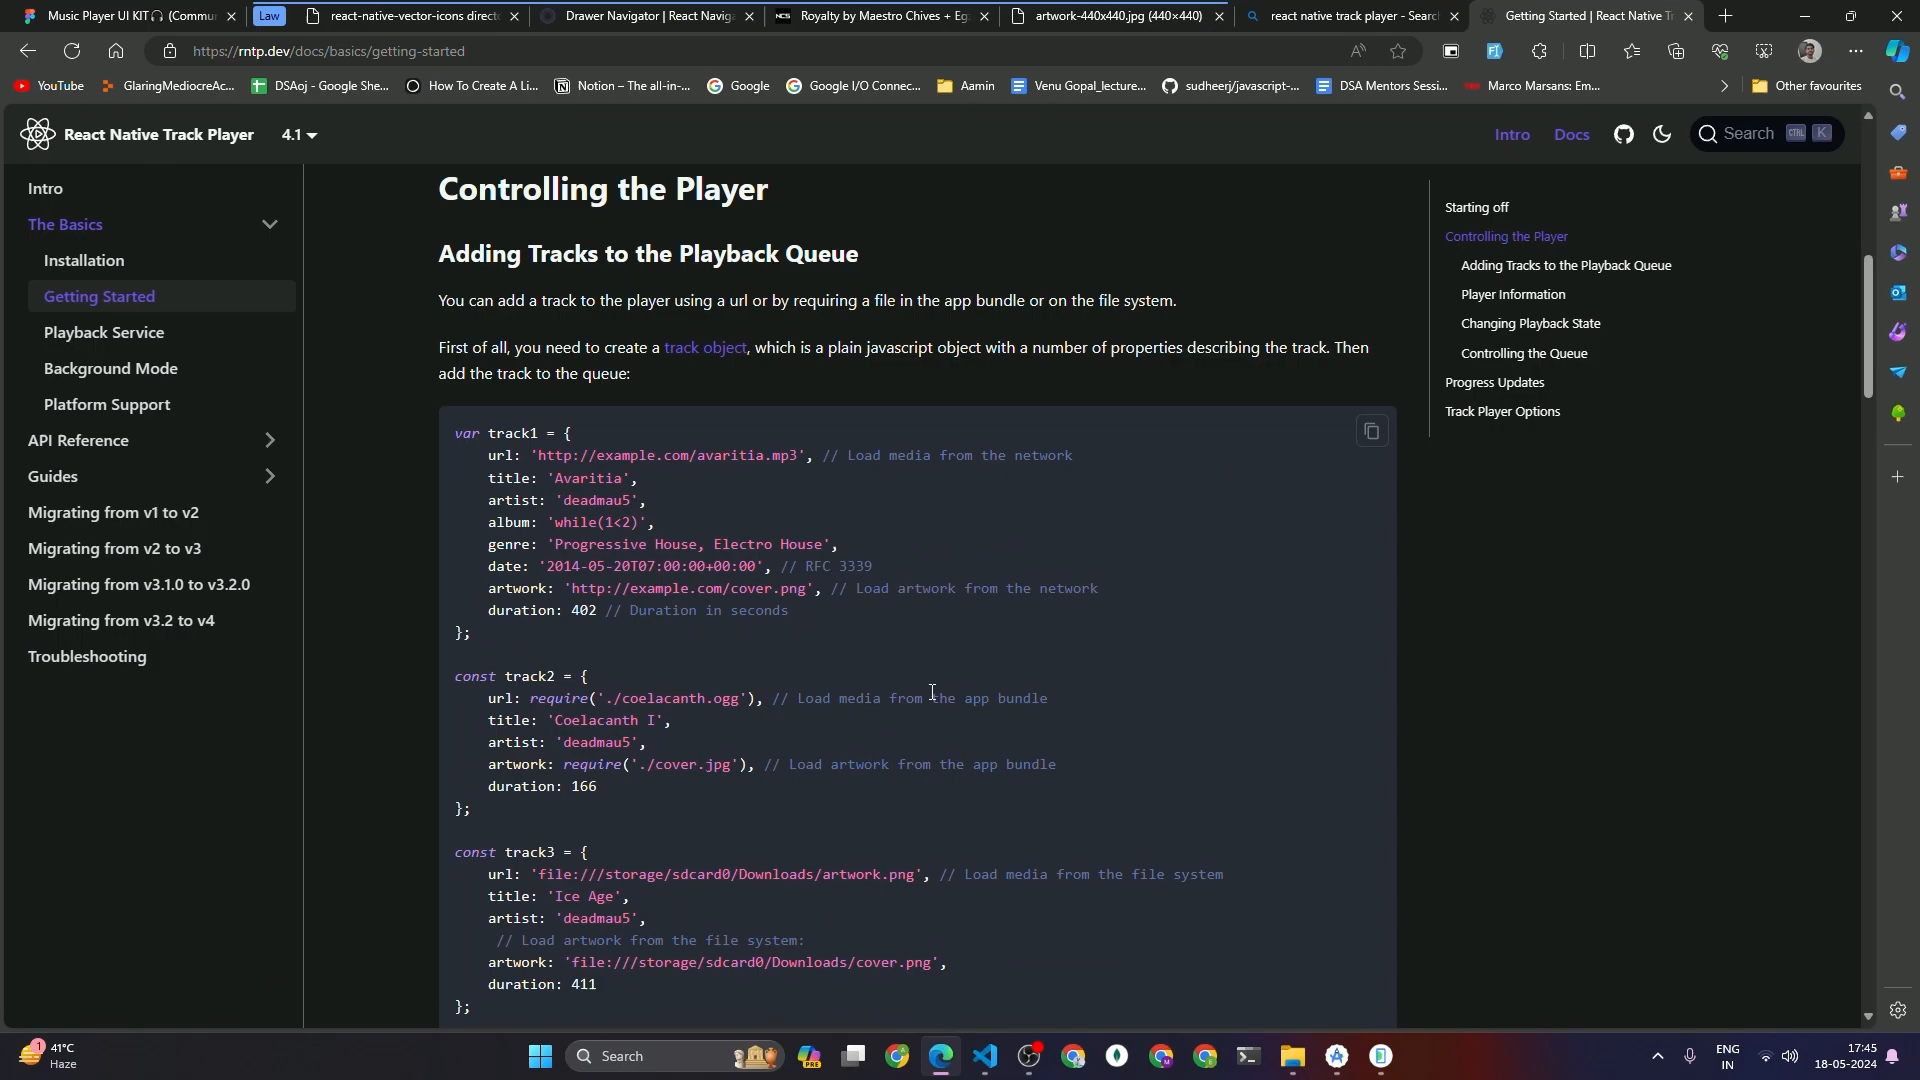 Music Player UI KIT🎧 (Commun
Law
react-native-vector-icons direct
Drawer Navigator | React Naviga
Royalty by Maestro Chives + Eg
artwork-440x440.jpg (440×440)
react native track player - Searc
Getting Started | React Native Tr
https://rntp.dev/docs/basics/getting-started
YouTube
GlaringMediocreAc...
DSAoj - Google She...
How To Create A Li...
Notion – The all-in-...
Google
Google I/O Connec...
Aamin
Venu Gopal_lecture...
sudheerj/javascript-...
DSA Mentors Sessi...
Marco Marsans: Em...
Other favourites
React Native Track Player
4.1
Intro
Docs
Search CTRL K
Intro
The Basics
Installation
Getting Started
Playback Service
Background Mode
Platform Support
API Reference
Guides
Migrating from v1 to v2
Migrating from v2 to v3
Migrating from v3.1.0 to v3.2.0
Migrating from v3.2 to v4
Troubleshooting
Controlling the Player
Adding Tracks to the Playback Queue
You can add a track to the player using a url or by requiring a file in the app bundle or on the file system.
First of all, you need to create a track object, which is a plain javascript object with a number of properties describing the track. Then
add the track to the queue:
var track1 = {
url: 'http://example.com/avaritia.mp3', // Load media from the network
title: 'Avaritia',
artist: 'deadmau5',
album: 'while(1<2)',
genre: 'Progressive House, Electro House',
date: '2014-05-20T07:00:00+00:00', // RFC 3339
artwork: 'http://example.com/cover.png', // Load artwork from the network
duration: 402 // Duration in seconds
};
const track2 = {
url: require('./coelacanth.ogg'), // Load media from the app bundle
title: 'Coelacanth I',
artist: 'deadmau5',
artwork: require('./cover.jpg'), // Load artwork from the app bundle
duration: 166
};
const track3 = {
url: 'file:///storage/sdcard0/Downloads/artwork.png', // Load media from the file system
title: 'Ice Age',
artist: 'deadmau5',
// Load artwork from the file system:
artwork: 'file:///storage/sdcard0/Downloads/cover.png',
duration: 411
};
Starting off
Controlling the Player
Adding Tracks to the Playback Queue
Player Information
Changing Playback State
Controlling the Queue
Progress Updates
Track Player Options
1
41°C
Haze
Search
PRE
ENG
IN
17:45
18-05-2024